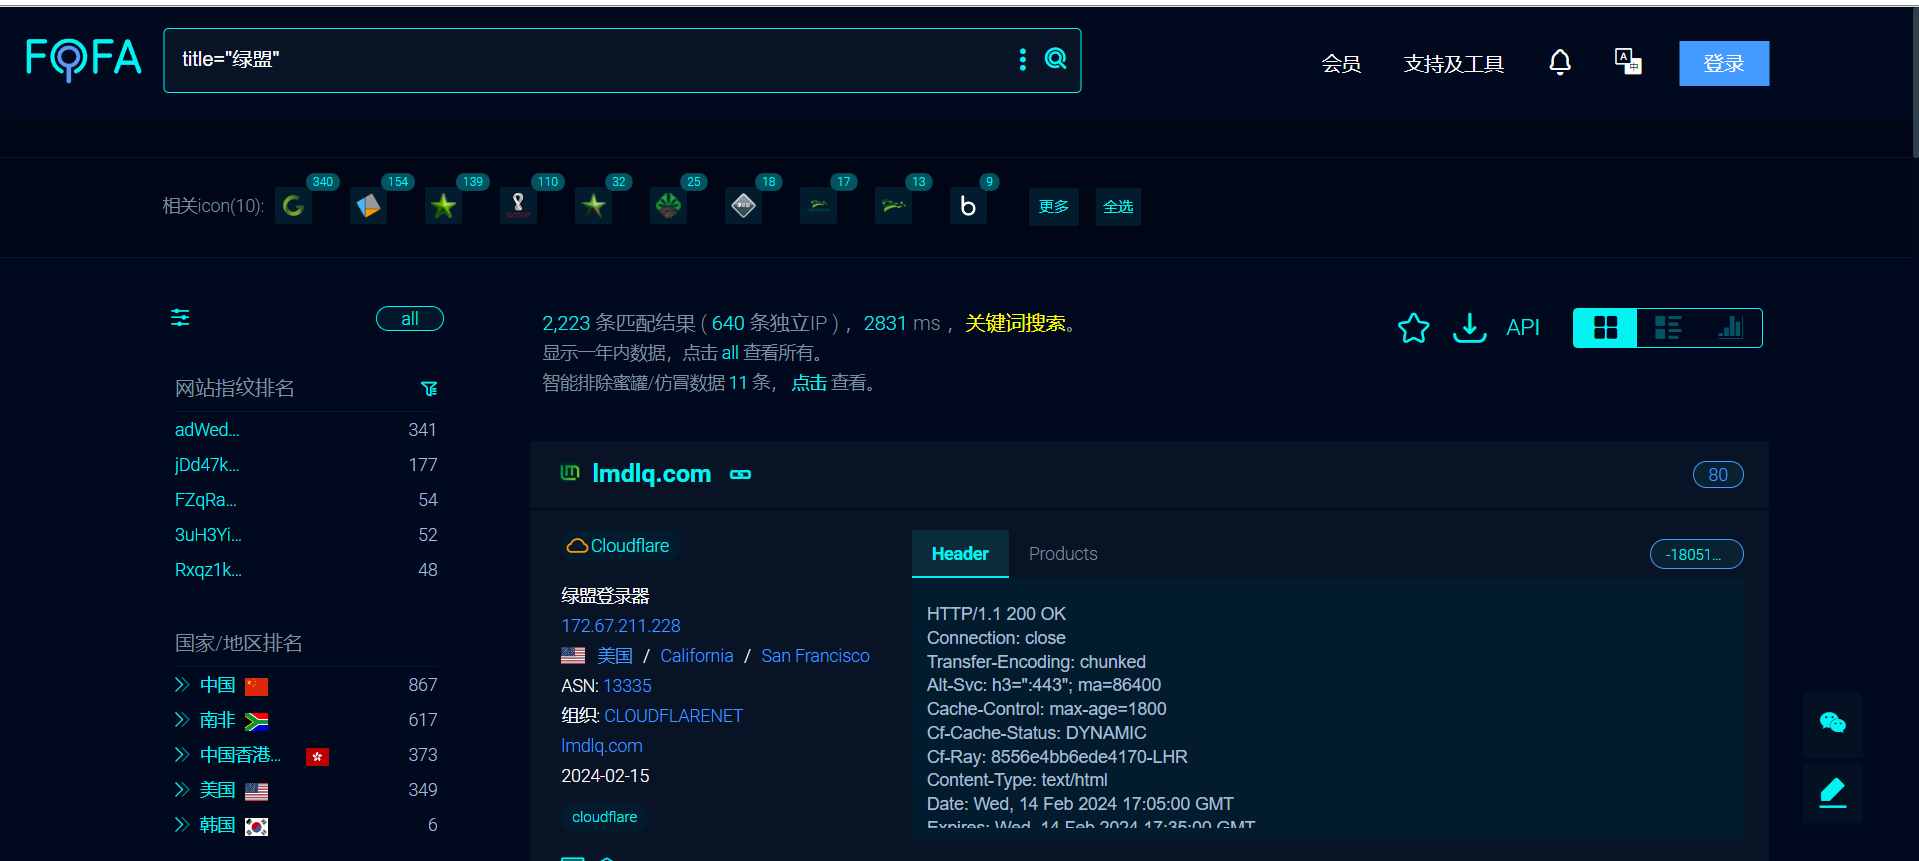 FOFA
title="绿盟"
会员
支持及工具
登录
相关icon(10):
340
154
139
110
32
25
18
17
13
9
更多
全选
all
2,223 条匹配结果 ( 640 条独立IP ) ，2831 ms ，关键词搜索。
显示一年内数据，点击 all 查看所有。
智能排除蜜罐/仿冒数据 11 条， 点击 查看。
API
网站指纹排名
adWed... 341
jDd47k... 177
FZqRa... 54
3uH3Yi... 52
Rxqz1k... 48
国家/地区排名
中国 867
南非 617
中国香港... 373
美国 349
韩国 6
lmdlq.com
80
Cloudflare
绿盟登录器
172.67.211.228
美国 / California / San Francisco
ASN: 13335
组织: CLOUDFLARENET
lmdlq.com
2024-02-15
cloudflare
Header
Products
-18051...
HTTP/1.1 200 OK
Connection: close
Transfer-Encoding: chunked
Alt-Svc: h3=":443"; ma=86400
Cache-Control: max-age=1800
Cf-Cache-Status: DYNAMIC
Cf-Ray: 8556e4bb6ede4170-LHR
Content-Type: text/html
Date: Wed, 14 Feb 2024 17:05:00 GMT
Expires: Wed, 14 Feb 2024 17:35:00 GMT